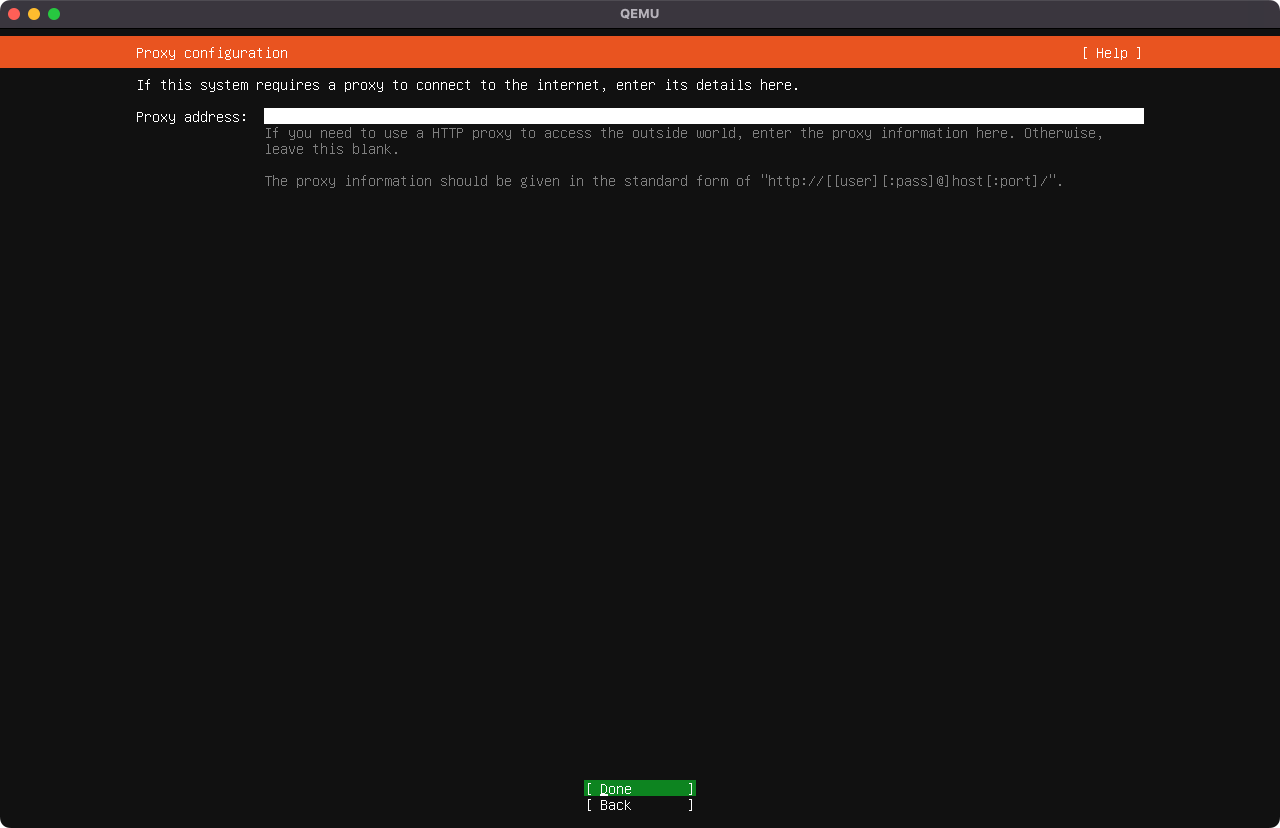 QEMU
Proxy configuration [ Help ]
If this system requires a proxy to connect to the internet, enter its details here.
Proxy address:
If you need to use a HTTP proxy to access the outside world, enter the proxy information here. Otherwise,
leave this blank.
The proxy information should be given in the standard form of "http://[[user][:pass]@]host[:port]/".
[ Done ]
[ Back ]